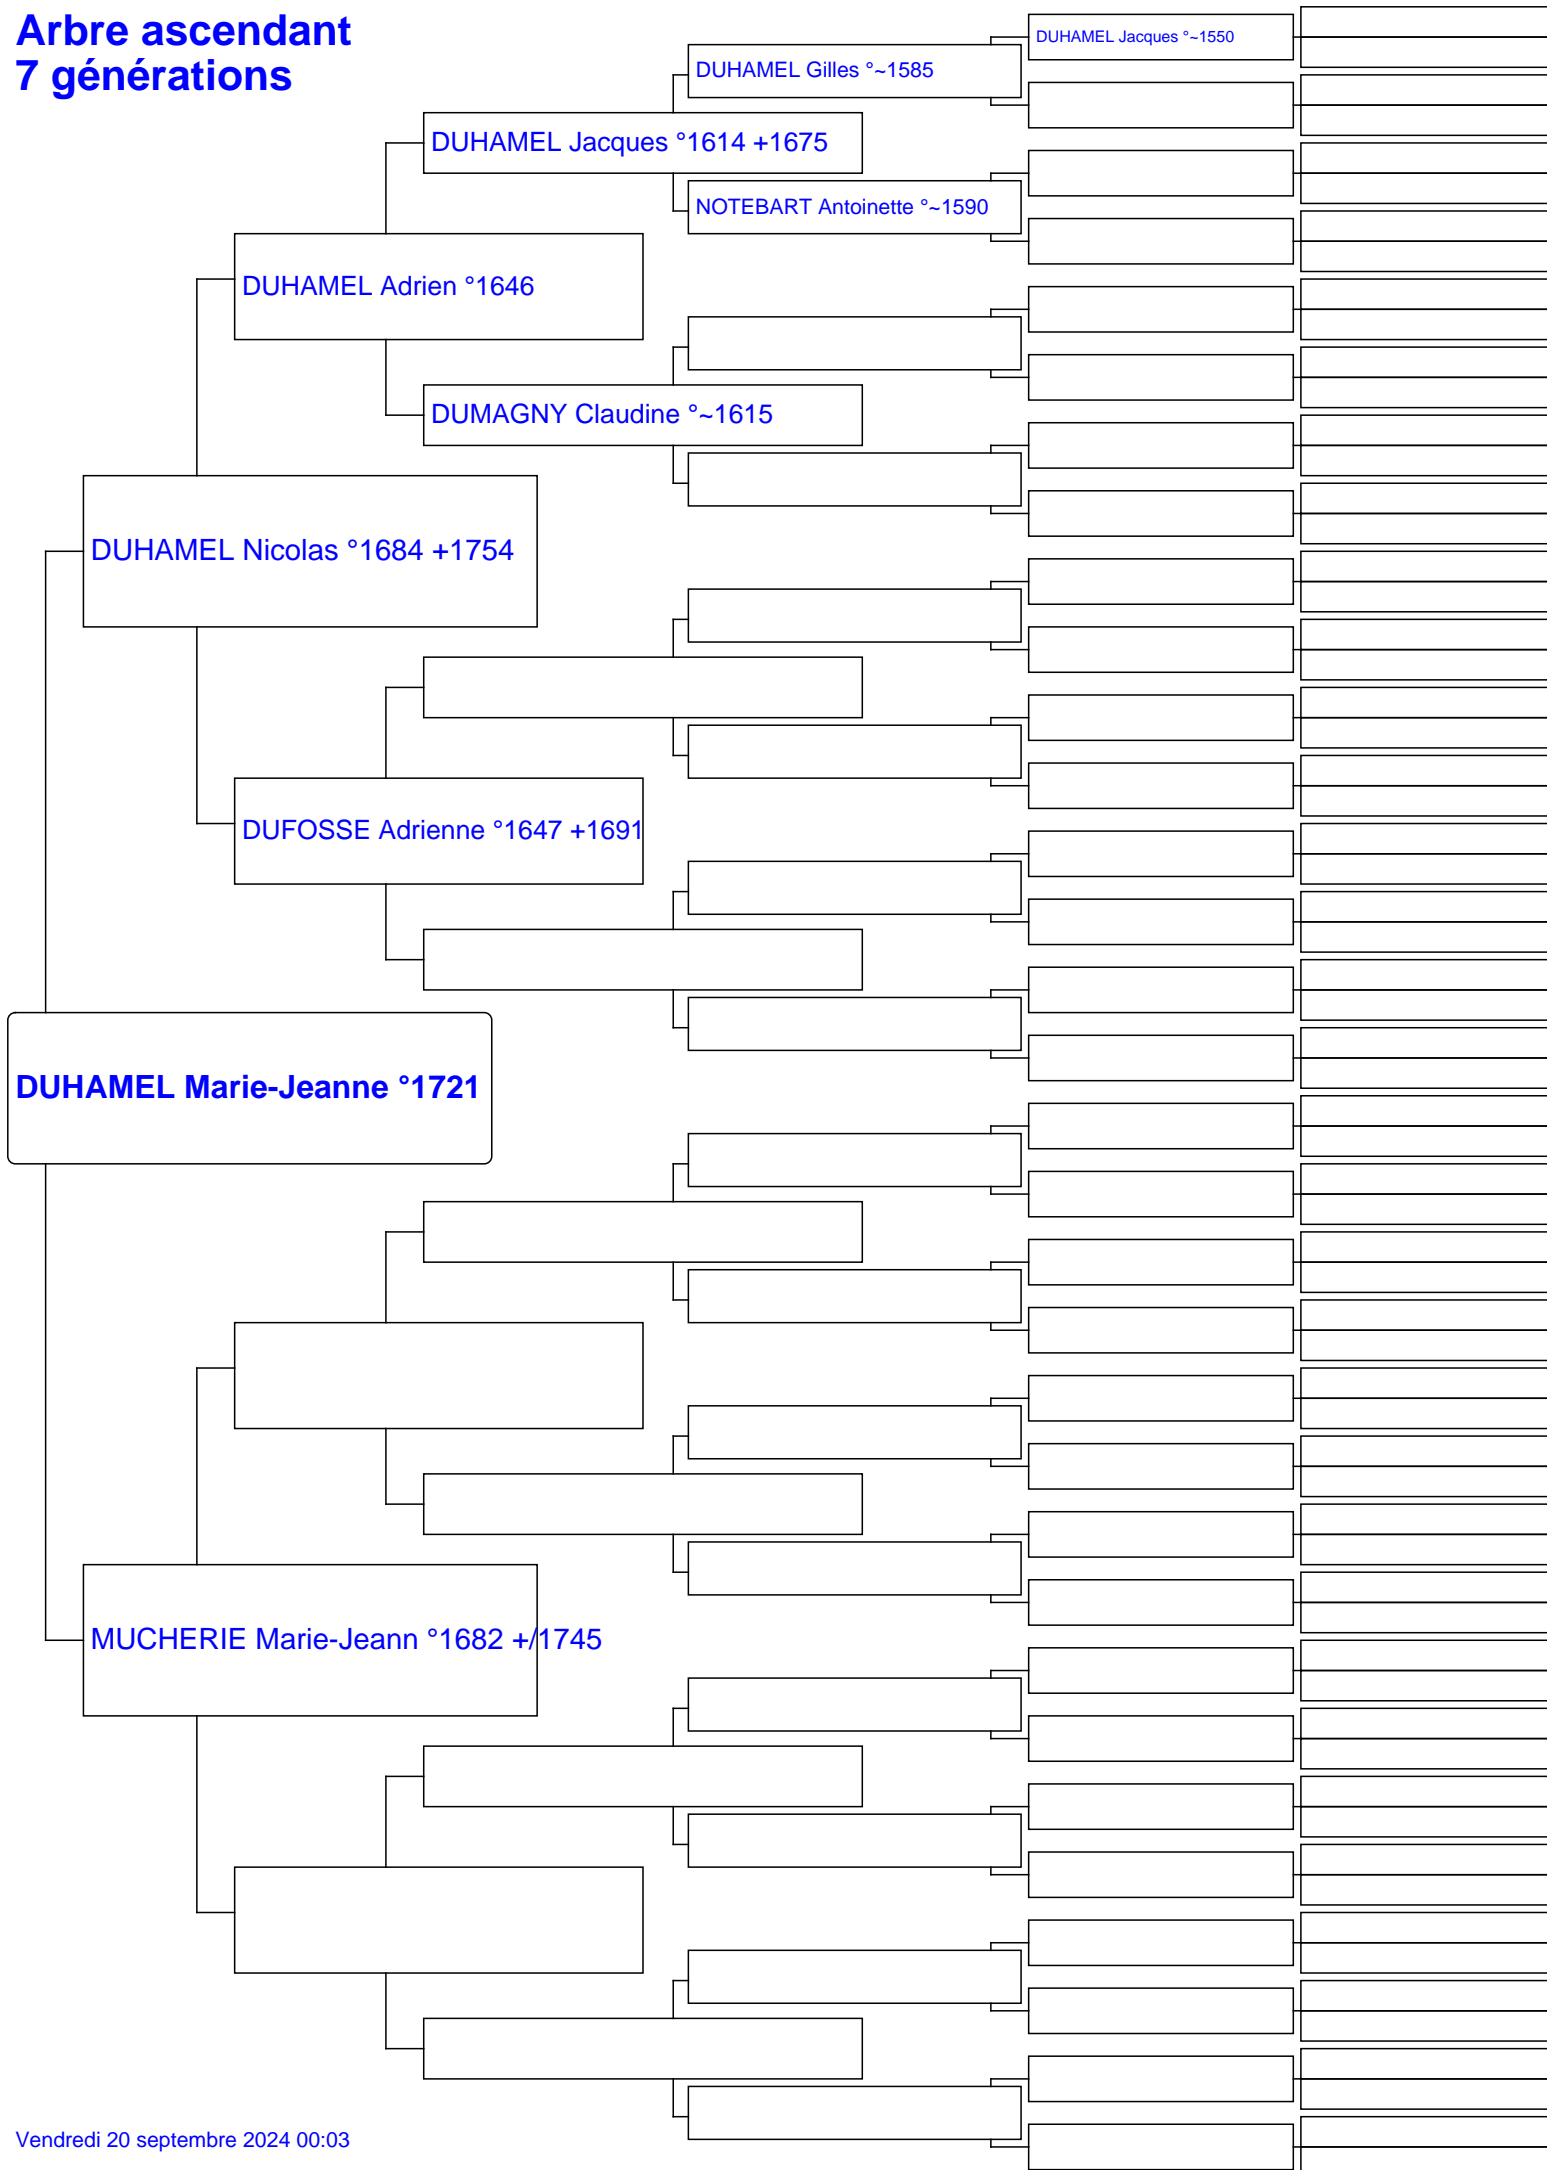 Arbre ascendant
7 générations
DUHAMEL Jacques °~1550
DUHAMEL Gilles °~1585
DUHAMEL Jacques °1614 +1675
NOTEBART Antoinette °~1590
DUHAMEL Adrien °1646
DUMAGNY Claudine °~1615
DUHAMEL Nicolas °1684 +1754
DUFOSSE Adrienne °1647 +1691
DUHAMEL Marie-Jeanne °1721
MUCHERIE Marie-Jeann °1682 +/1745
Vendredi 20 septembre 2024 00:03